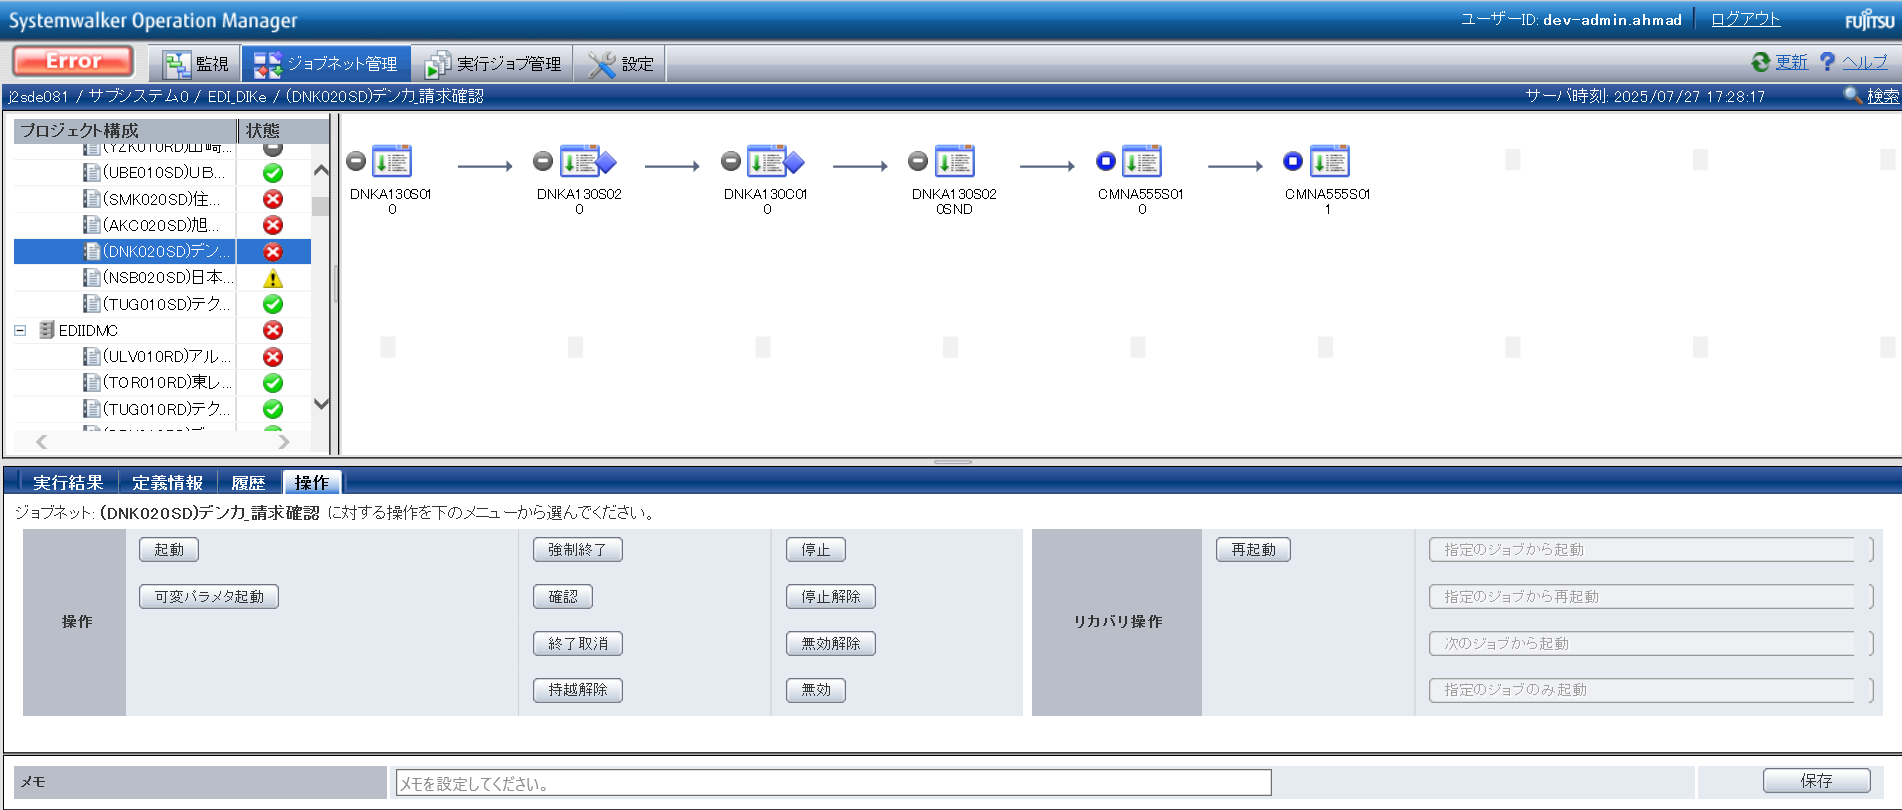 Systemwalker Operation Manager
ユーザーID: dev-admin.ahmad
ログアウト
FUJITSU
Error
監視
ジョブネット管理
実行ジョブ管理
設定
更新
ヘルプ
j2sde081 / サブシステム0 / EDI_DIKe / (DNK020SD)デンカ_請求確認
サーバ時刻: 2025/07/27 17:28:17
検索
プロジェクト構成
状態
(YZK010RD)山崎...
(UBE010SD)UB...
(SMK020SD)住...
(AKC020SD)旭...
(DNK020SD)デン...
(NSB020SD)日本...
(TUG010SD)テク...
EDIIDMC
(ULV010RD)アル...
(TOR010RD)東レ...
(TUG010RD)テク...
DNKA130S01
0
DNKA130S02
0
DNKA130C01
0
DNKA130S02
0SND
CMNA555S01
0
CMNA555S01
1
実行結果
定義情報
履歴
操作
ジョブネット: (DNK020SD)デンカ_請求確認 に対する操作を下のメニューから選んでください。
操作
起動
可変パラメタ起動
強制終了
確認
終了取消
持越解除
停止
停止解除
無効解除
無効
リカバリ操作
再起動
指定のジョブから起動
指定のジョブから再起動
次のジョブから起動
指定のジョブのみ起動
メモ
メモを設定してください。
保存